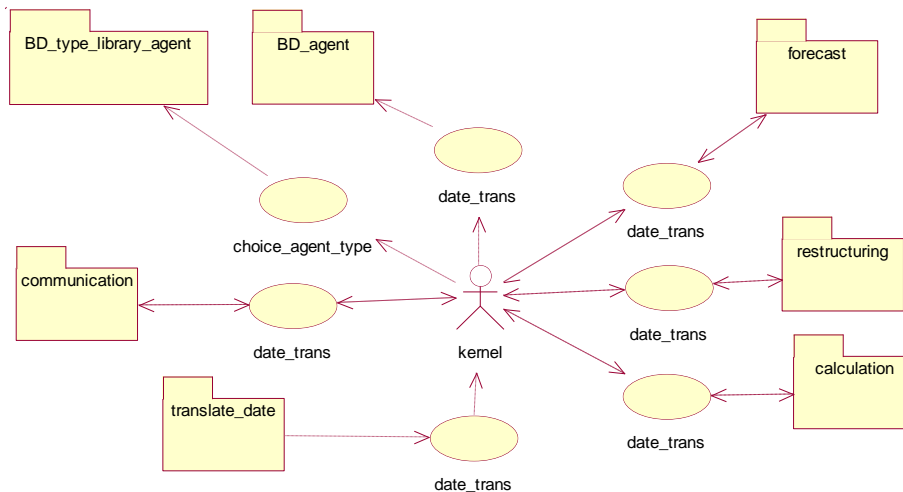 BD_type_library_agent
BD_agent
forecast
date_trans
date_trans
choice_agent_type
restructuring
communication
date_trans
date_trans
kernel
calculation
translate_date
date_trans
date_trans